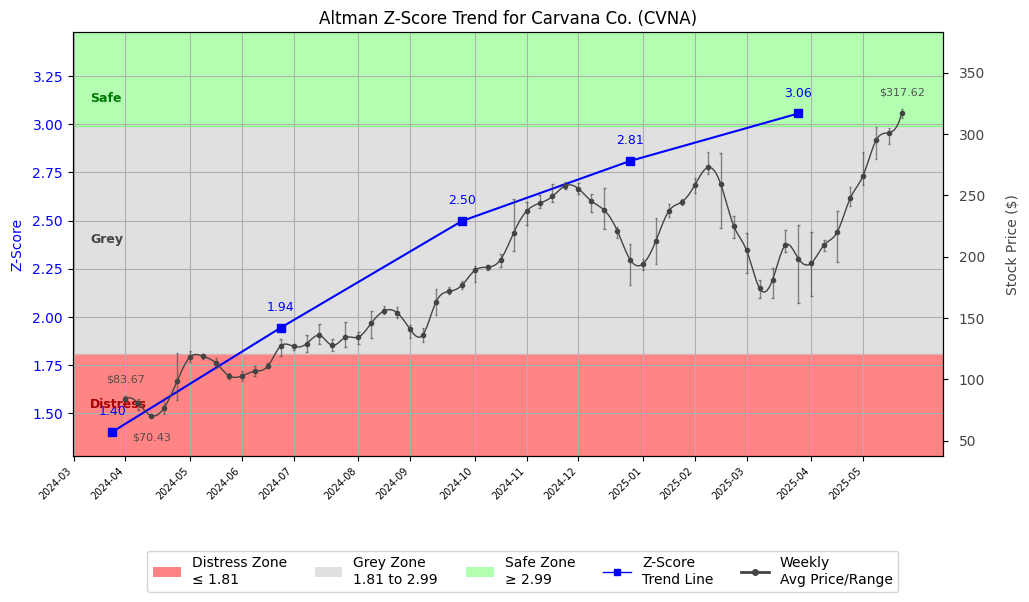 Altman Z-Score Trend for Carvana Co. (CVNA)
Z-Score
3.25
3.00
2.75
2.50
2.25
2.00
1.75
1.50
Safe
Grey
Distress
1.40
1.94
2.50
2.81
3.06
$83.67
$70.43
$317.62
350
300
250
200
150
100
50
Stock Price ($)
2024-03
2024-04
2024-05
2024-06
2024-07
2024-08
2024-09
2024-10
2024-11
2024-12
2025-01
2025-02
2025-03
2025-04
2025-05
Distress Zone
≤ 1.81
Grey Zone
1.81 to 2.99
Safe Zone
≥ 2.99
Z-Score
Trend Line
Weekly
Avg Price/Range